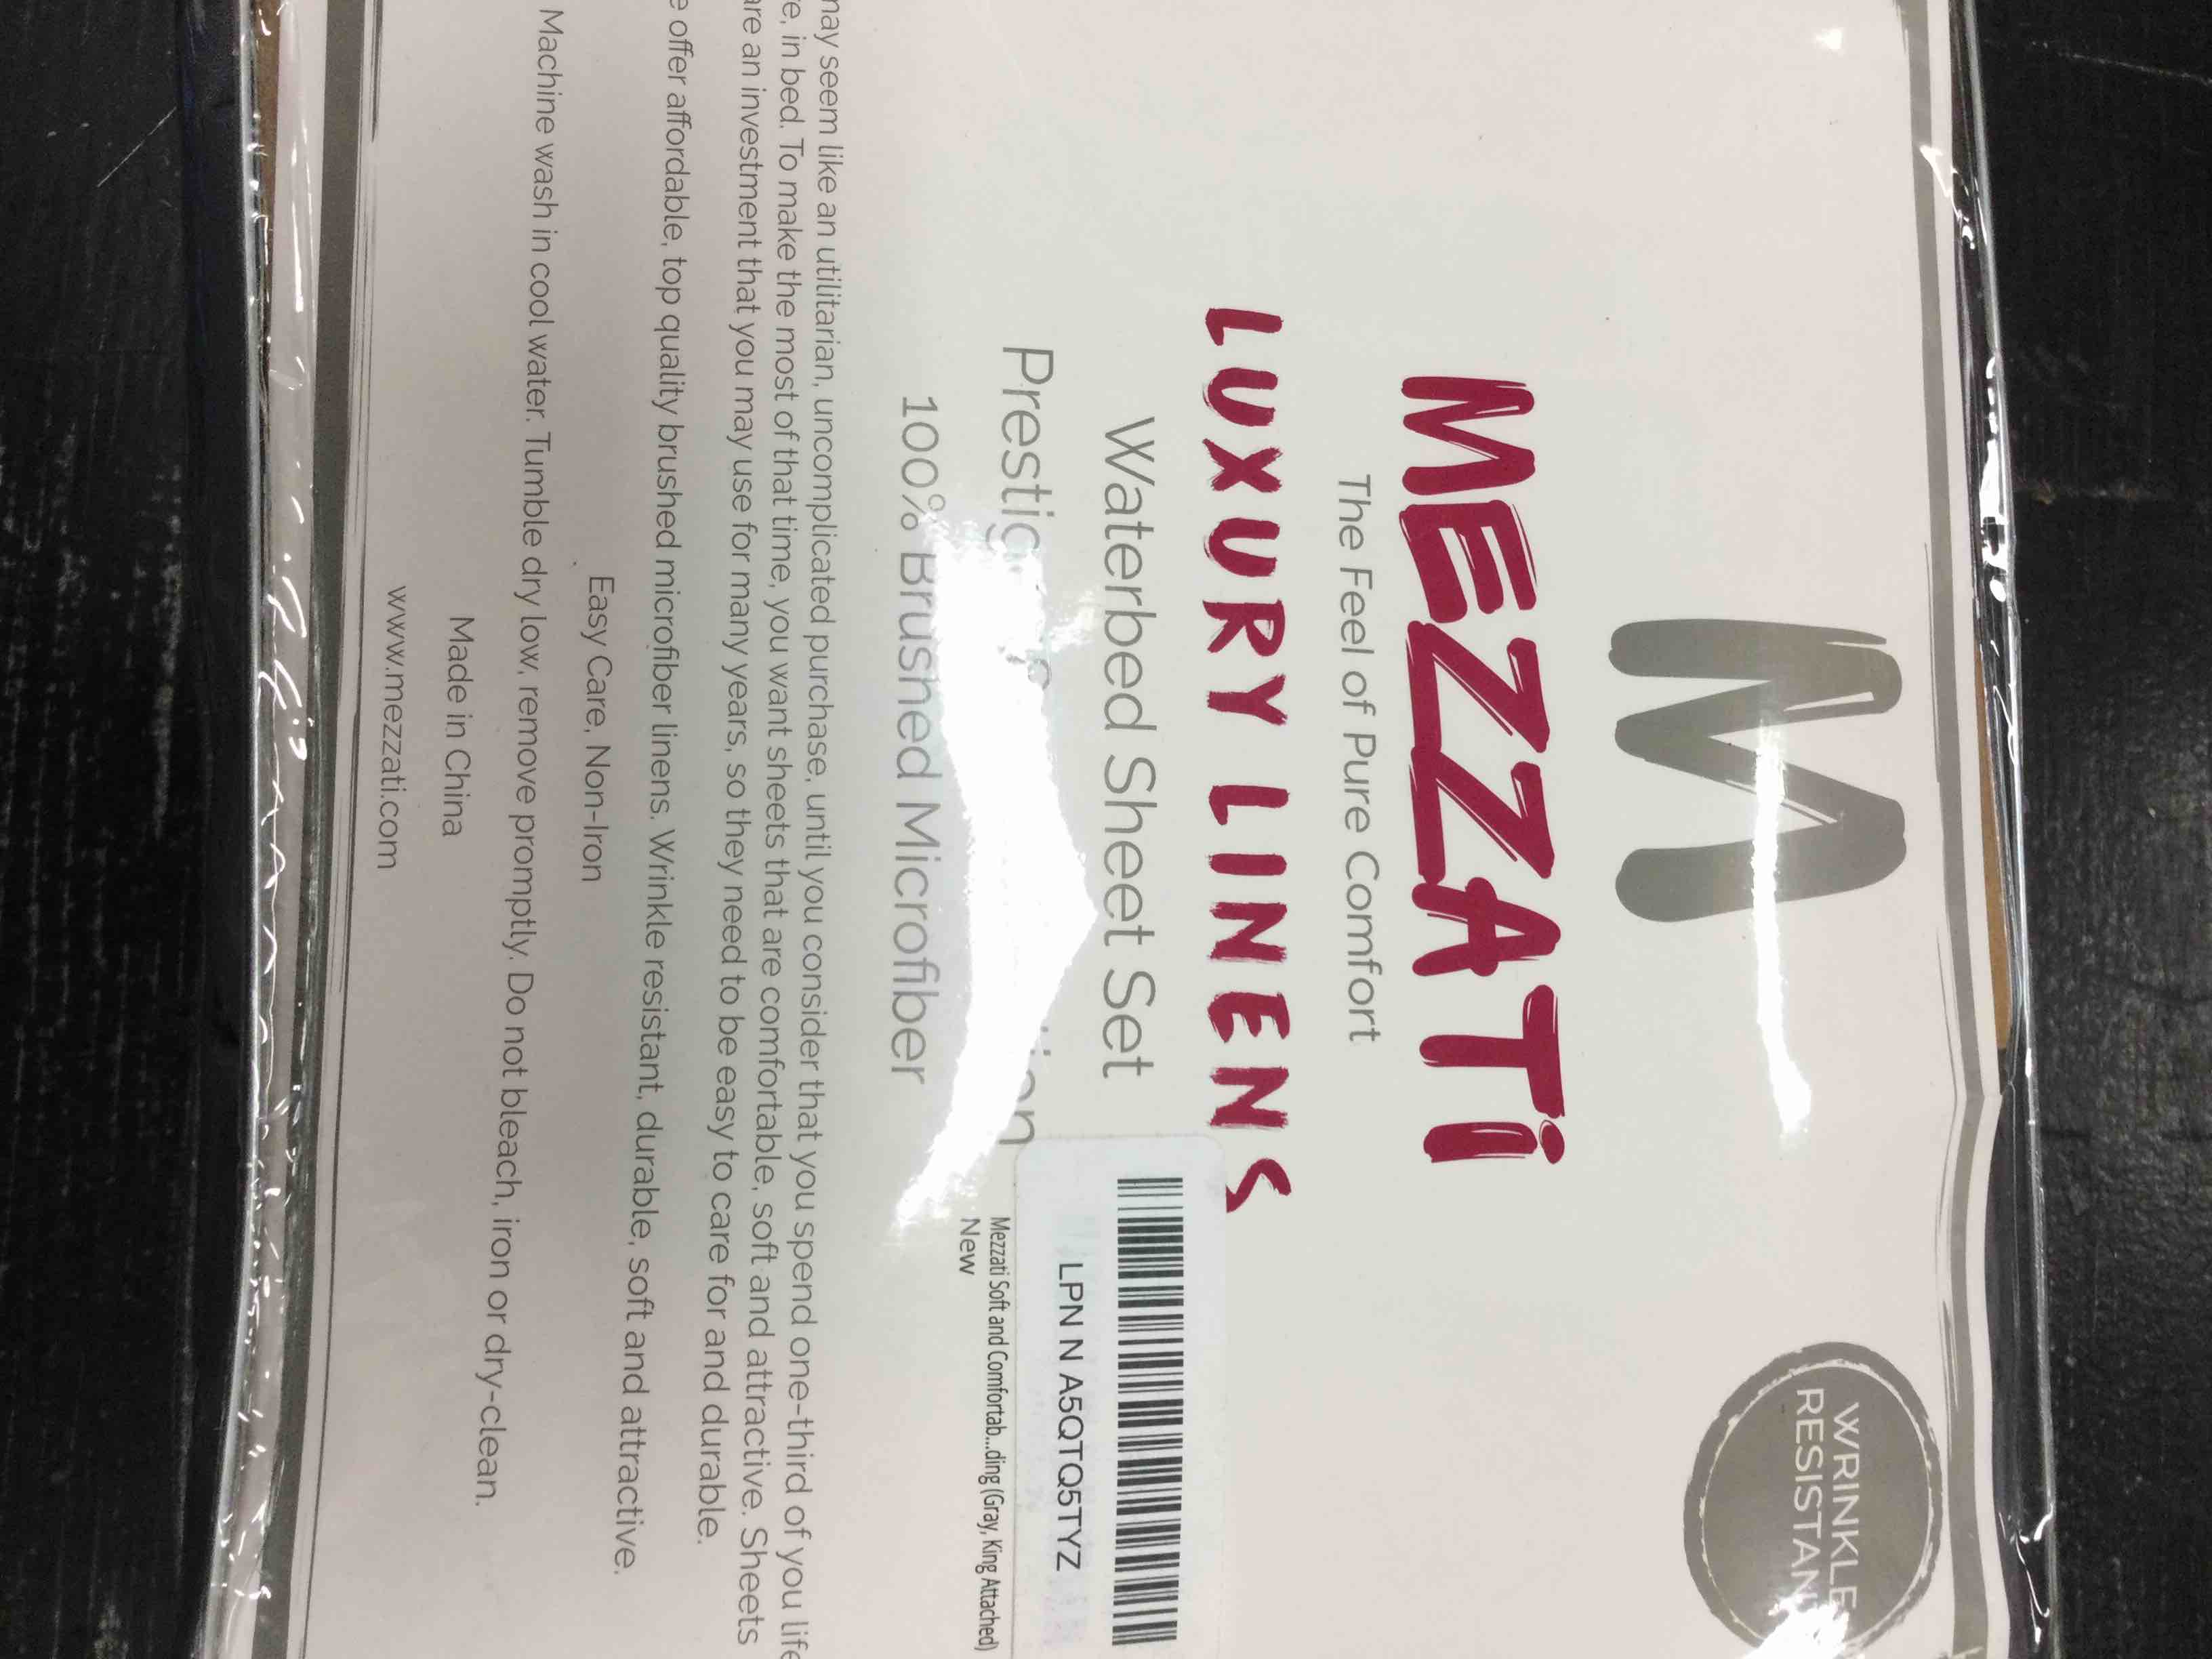 M
WRINKLE
MEZZATi
The Feel of Pure Comfort
LUXURY LINENS
Waterbed Sheet Set
100% Brushed Microfiber
LPN N A5QTQ5TYZ
Mezzati Soft and Comfortab...ding (Gray, King Attached)
New
may seem like an utilitarian, uncomplicated purchase, until you consider that you spend one-third of you life
, in bed. To make the most of that time, you want sheets that are comfortable, soft and attractive. Sheets
are an investment that you may use for many years, so they need to be easy to care for and durable.
offer affordable, top quality brushed microfiber linens. Wrinkle resistant, durable, soft and attractive.
Easy Care, Non-Iron
Machine wash in cool water. Tumble dry low, remove promptly. Do not bleach, iron or dry-clean.
Made in China
www.mezzati.com